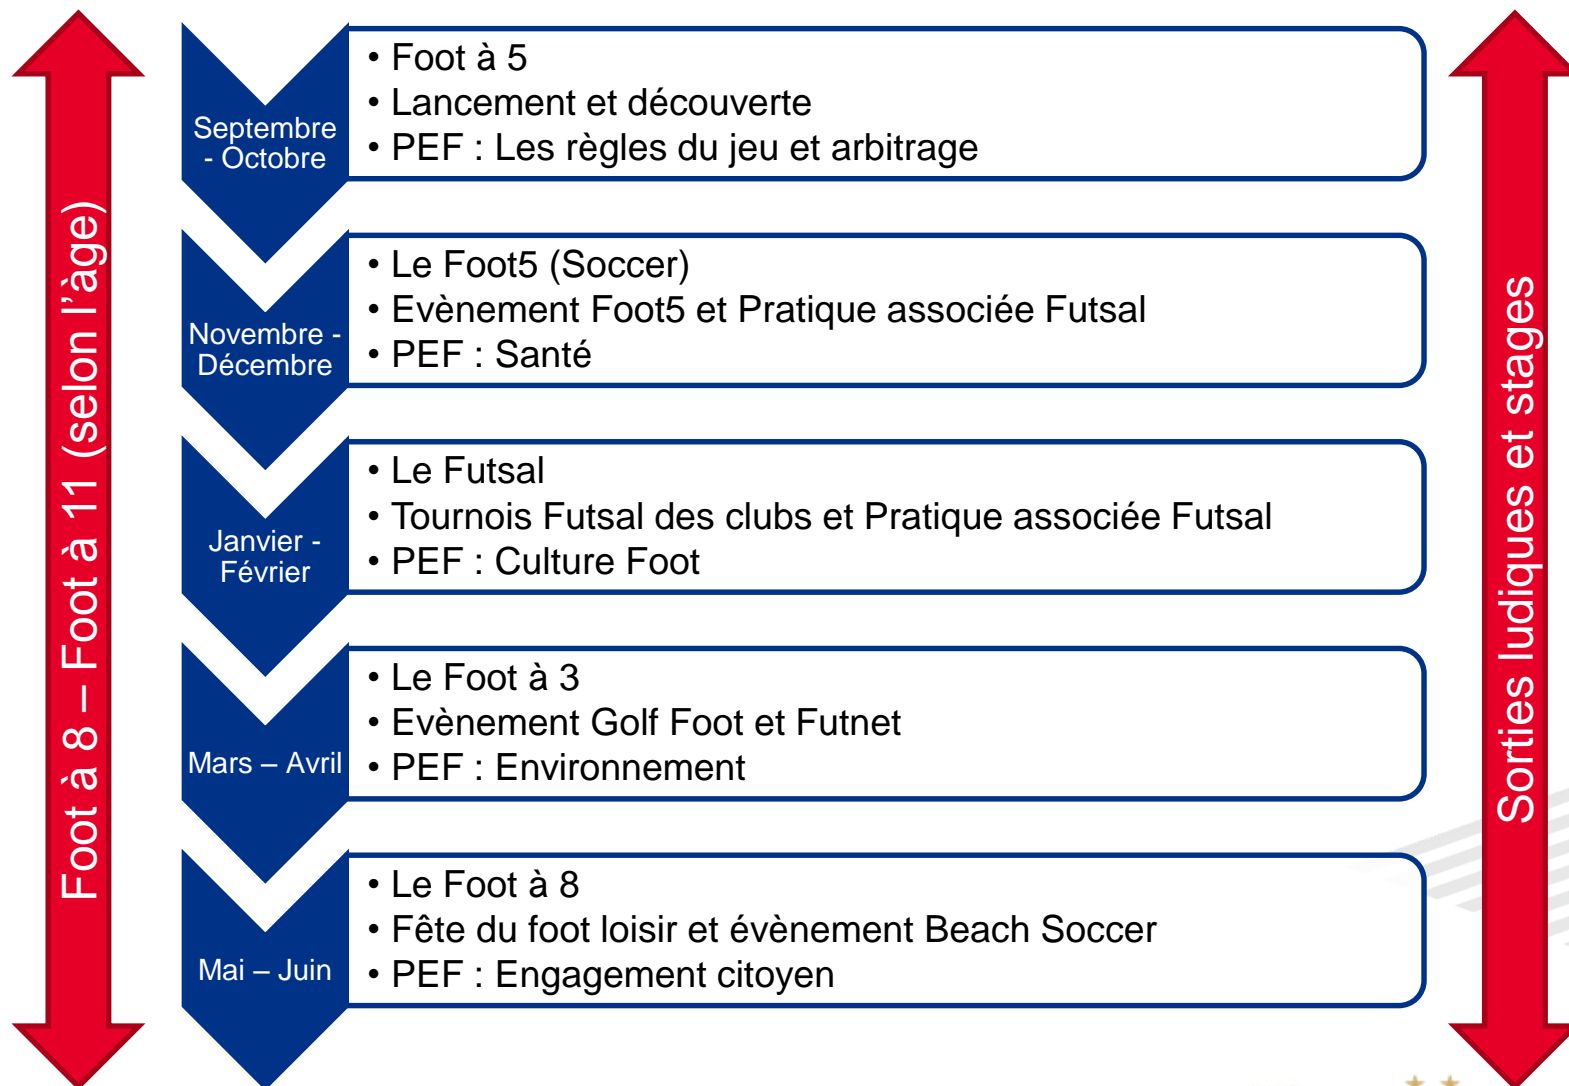 Foot à 8 – Foot à 11 (selon l'àge)
Septembre
- Octobre
• Foot à 5
• Lancement et découverte
• PEF : Les règles du jeu et arbitrage
Novembre -
Décembre
• Le Foot5 (Soccer)
• Evènement Foot5 et Pratique associée Futsal
• PEF : Santé
Janvier -
Février
• Le Futsal
• Tournois Futsal des clubs et Pratique associée Futsal
• PEF : Culture Foot
Mars – Avril
• Le Foot à 3
• Evènement Golf Foot et Futnet
• PEF : Environnement
Mai – Juin
• Le Foot à 8
• Fête du foot loisir et évènement Beach Soccer
• PEF : Engagement citoyen
Sorties ludiques et stages